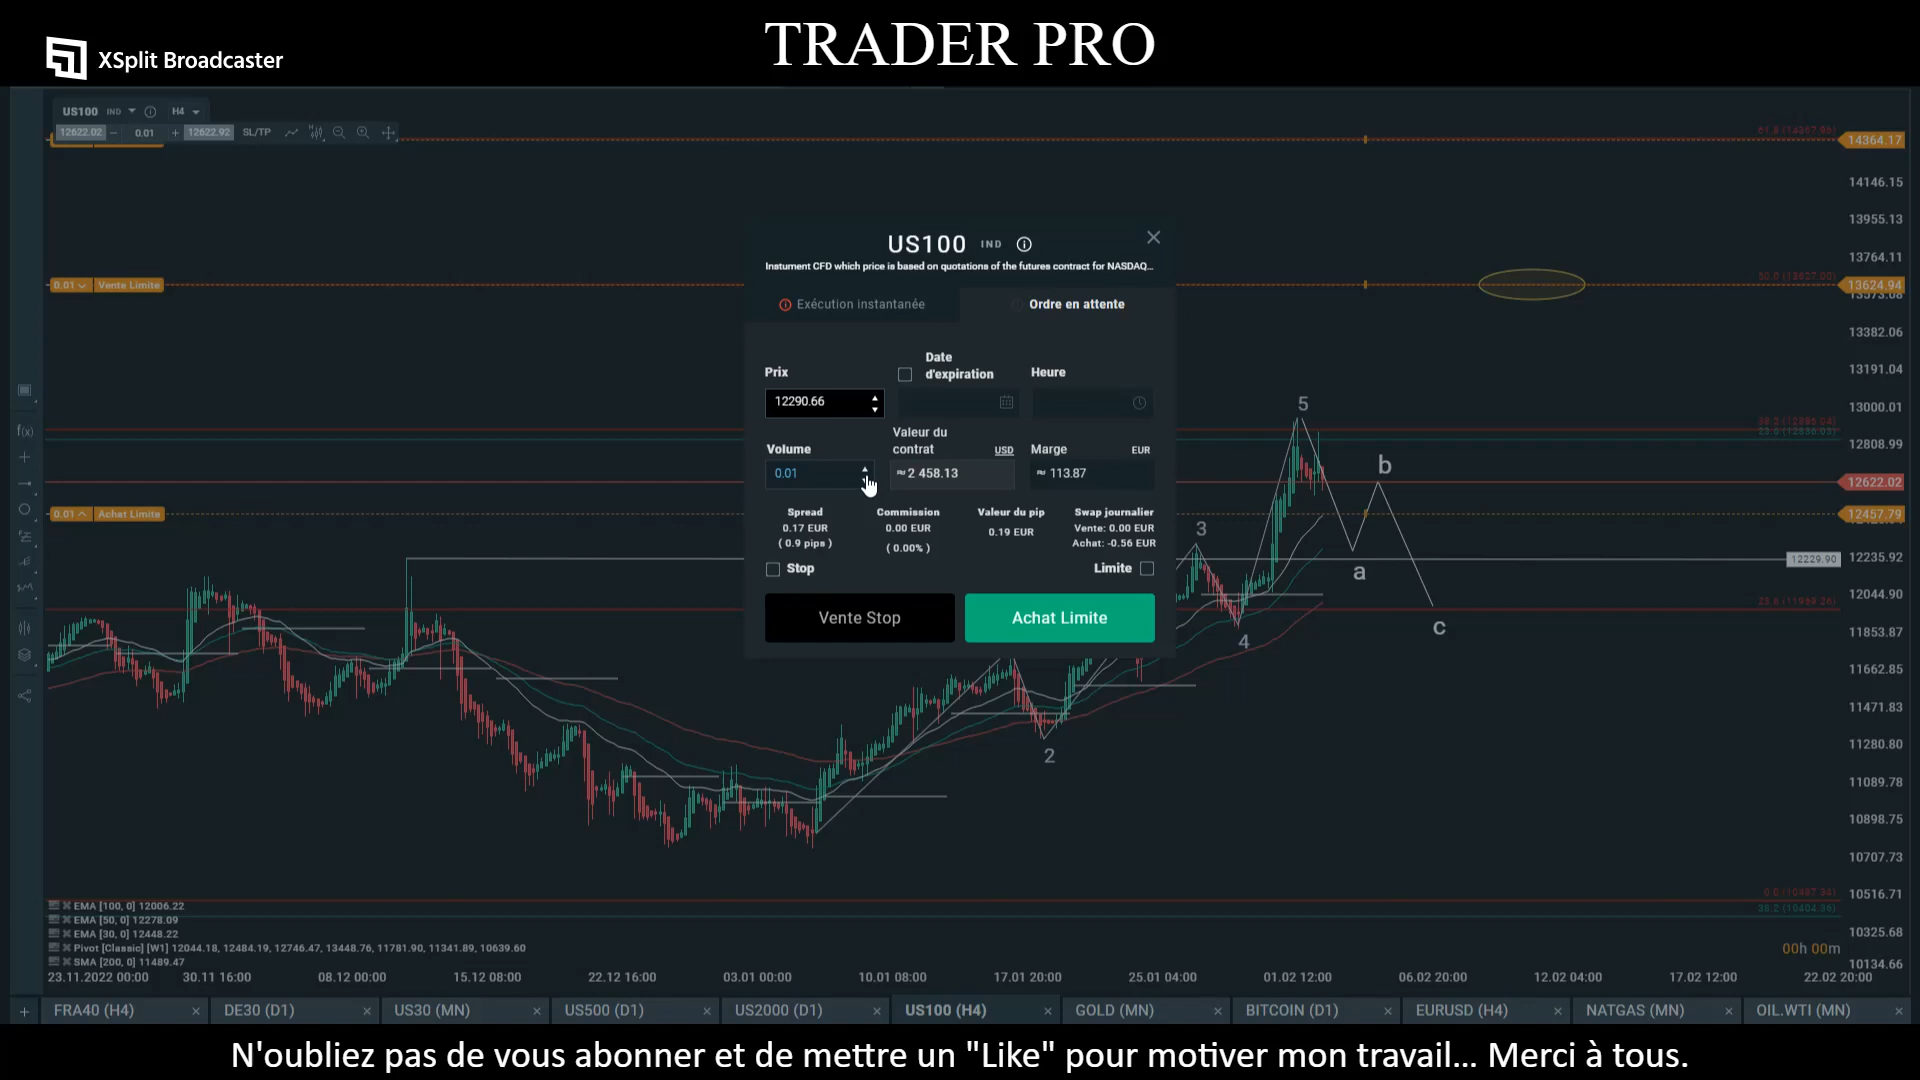 XSplit Broadcaster
TRADER PRO
US100 IND H4
12622.02 0.01 12622.92 SL/TP
61.8 (14367.96)
14364.17
14146.15
13955.13
13764.11
0.01 Vente Limite
13624.94
13382.06
13191.04
13000.01
12808.99
12622.02
0.01 Achat Limite
12457.79
12235.92
12229.90
12044.90
11853.87
11662.85
11471.83
11280.80
11089.78
10898.75
10707.73
10516.71
10325.68
10134.66
US100 IND
Instument CFD which price is based on quotations of the futures contract for NASDAQ...
Exécution instantanée
Ordre en attente
Prix
Date d'expiration
Heure
12290.66
Volume
Valeur du contrat
USD
Marge
EUR
0.01
≈ 2 458.13
≈ 113.87
Spread
0.17 EUR
( 0.9 pips )
Commission
0.00 EUR
( 0.00% )
Valeur du pip
0.19 EUR
Swap journalier
Vente: 0.00 EUR
Achat: -0.56 EUR
Stop
Limite
Vente Stop
Achat Limite
5
b
3
a
c
4
2
EMA [100, 0] 12006.22
EMA [50, 0] 12278.09
EMA [30, 0] 12448.22
Pivot [Classic] [W1] 12044.18, 12484.19, 12746.47, 13448.76, 11781.90, 11341.89, 10639.60
SMA [200, 0] 11489.47
00h 00m
23.11.2022 00:00 30.11 16:00 08.12 00:00 15.12 08:00 22.12 16:00 03.01 00:00 10.01 08:00 17.01 20:00 25.01 04:00 01.02 12:00 06.02 20:00 12.02 04:00 17.02 12:00 22.02 20:00
FRA40 (H4) DE30 (D1) US30 (MN) US500 (D1) US2000 (D1) US100 (H4) GOLD (MN) BITCOIN (D1) EURUSD (H4) NATGAS (MN) OIL.WTI (MN)
N'oubliez pas de vous abonner et de mettre un "Like" pour motiver mon travail... Merci à tous.